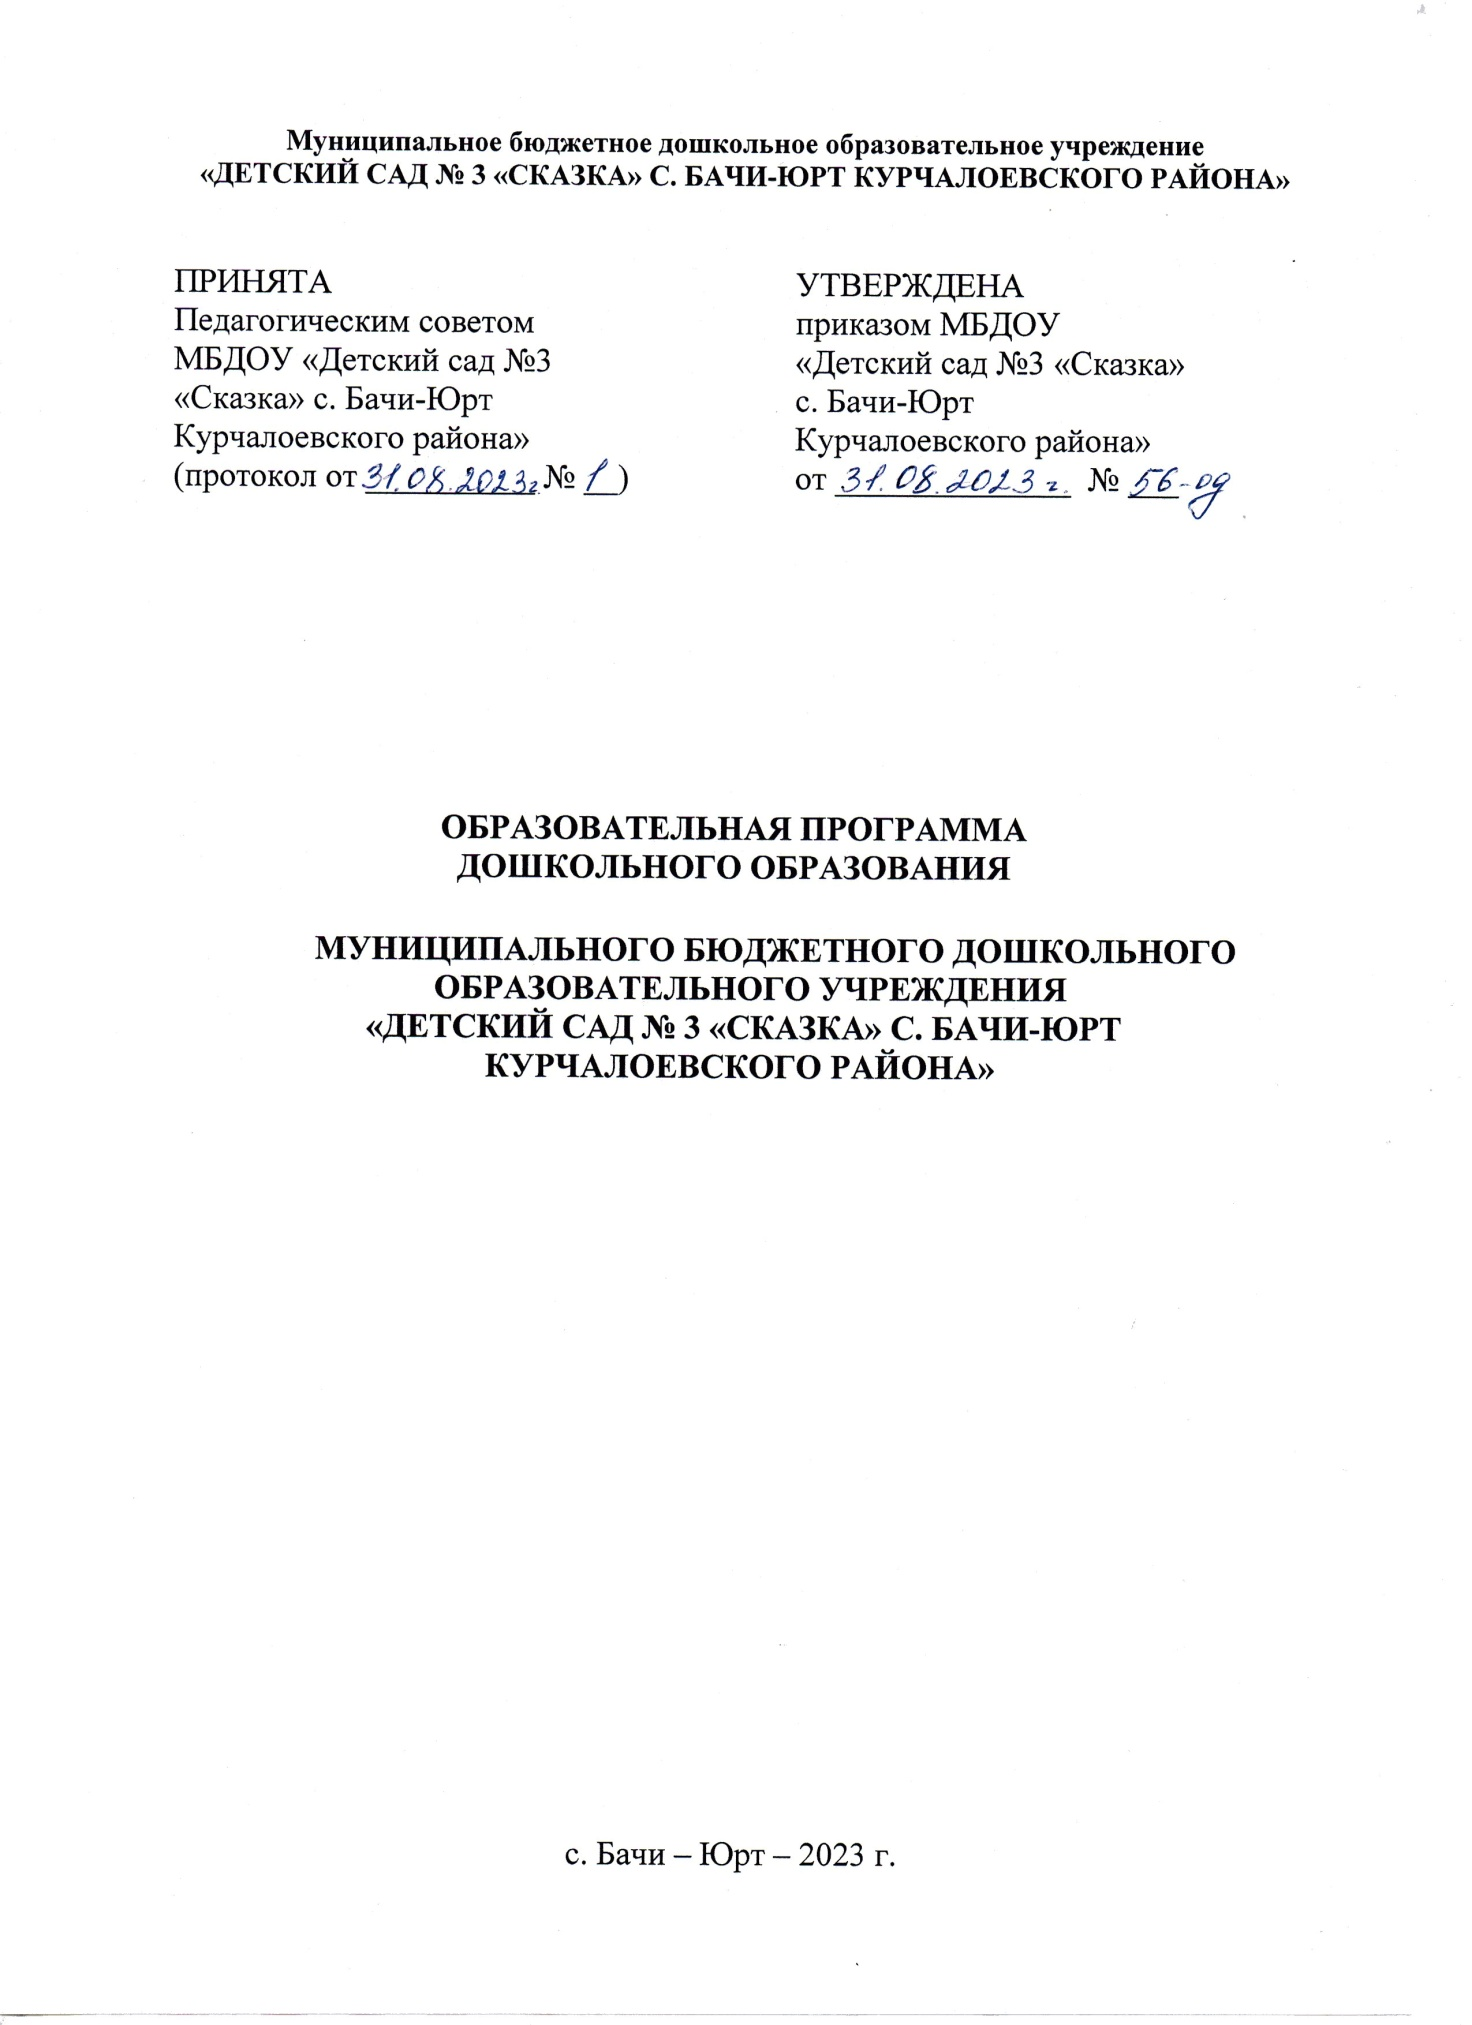 Муниципальное бюджетное дошкольное образовательное учреждение
«ДЕТСКИЙ САД № 3 «СКАЗКА» С. БАЧИ-ЮРТ КУРЧАЛОЕВСКОГО РАЙОНА»
ПРИНЯТА
Педагогическим советом
МБДОУ «Детский сад №3
«Сказка» с. Бачи-Юрт
Курчалоевского района»
(протокол от 31.08.2023г № 1)
УТВЕРЖДЕНА
приказом МБДОУ
«Детский сад №3 «Сказка»
с. Бачи-Юрт
Курчалоевского района»
от 31.08.2023 г. № 56-од
ОБРАЗОВАТЕЛЬНАЯ ПРОГРАММА
ДОШКОЛЬНОГО ОБРАЗОВАНИЯ
МУНИЦИПАЛЬНОГО БЮДЖЕТНОГО ДОШКОЛЬНОГО
ОБРАЗОВАТЕЛЬНОГО УЧРЕЖДЕНИЯ
«ДЕТСКИЙ САД № 3 «СКАЗКА» С. БАЧИ-ЮРТ
КУРЧАЛОЕВСКОГО РАЙОНА»
с. Бачи – Юрт – 2023 г.